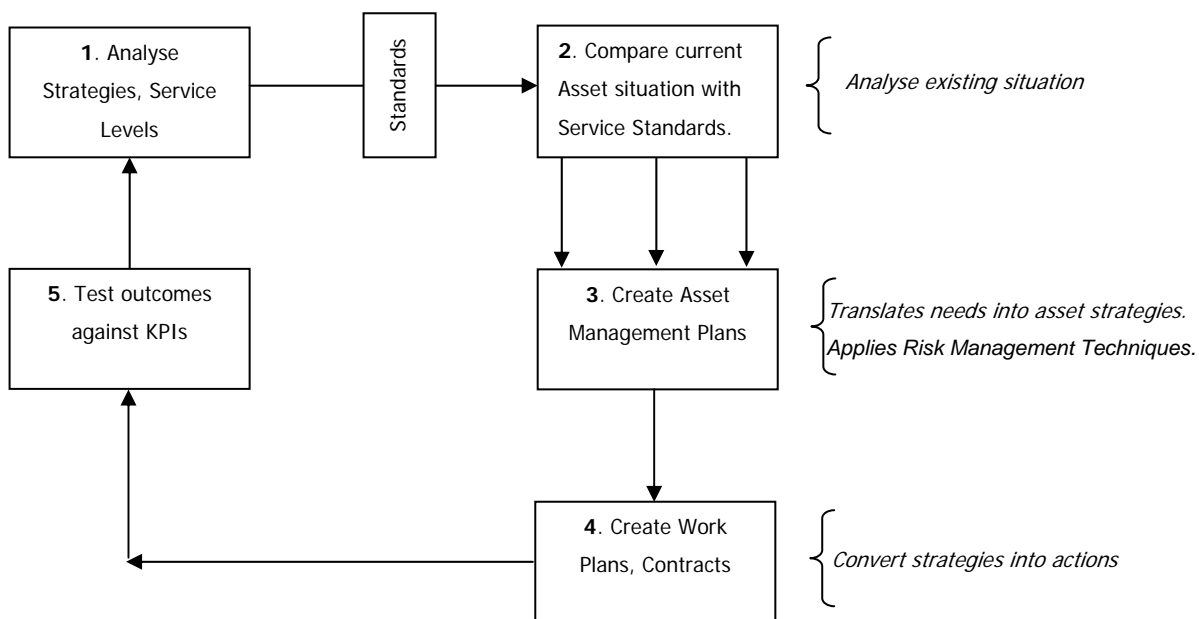 1. Analyse
Strategies, Service
Levels
Standards
2. Compare current
Asset situation with
Service Standards.
Analyse existing situation
3. Create Asset
Management Plans
Translates needs into asset strategies.
Applies Risk Management Techniques.
4. Create Work
Plans, Contracts
Convert strategies into actions
5. Test outcomes
against KPIs